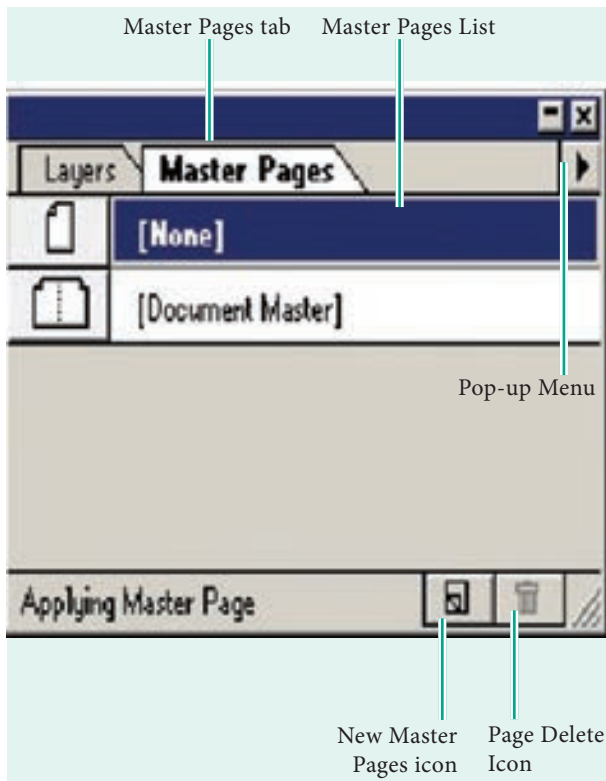 Master Pages tab Master Pages List
Layers Master Pages
[None]
[Document Master]
Pop-up Menu
Applying Master Page
New Master Pages icon
Page Delete Icon